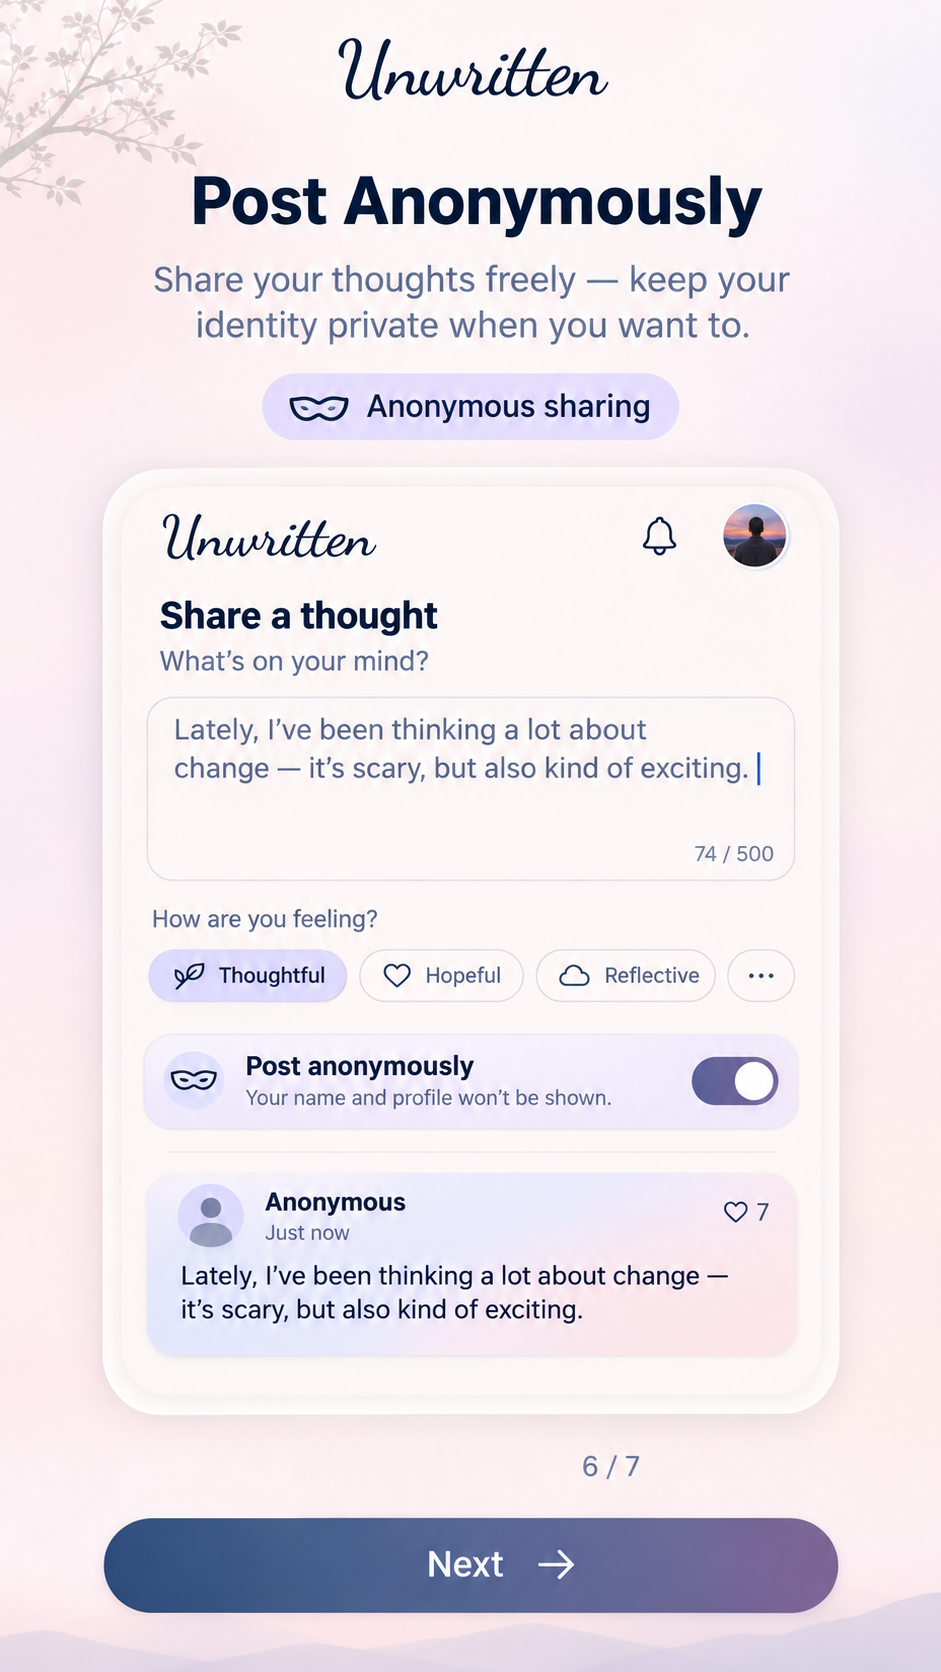 Unwritten
Post Anonymously
Share your thoughts freely — keep your
identity private when you want to.
Anonymous sharing
Unwritten
Share a thought
What’s on your mind?
Lately, I’ve been thinking a lot about
change — it’s scary, but also kind of exciting.
74 / 500
How are you feeling?
Thoughtful
Hopeful
Reflective
Post anonymously
Your name and profile won’t be shown.
Anonymous
7
Just now
Lately, I’ve been thinking a lot about change —
it’s scary, but also kind of exciting.
6 / 7
Next